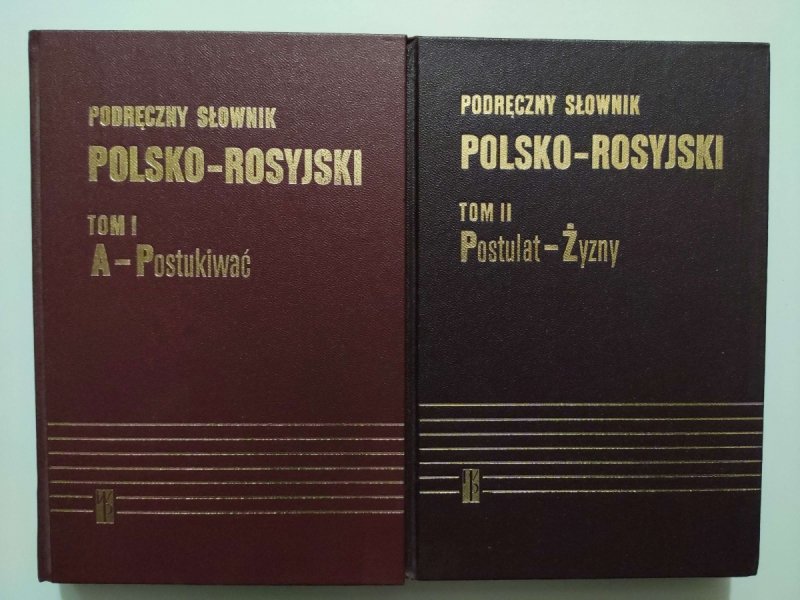 PODRĘCZNY SŁOWNIK
POLSKO-ROSYJSKI
TOM I
A-Postukiwać
PODRĘCZNY SŁOWNIK
POLSKO-ROSYJSKI
TOM II
Postulat-Żyzny